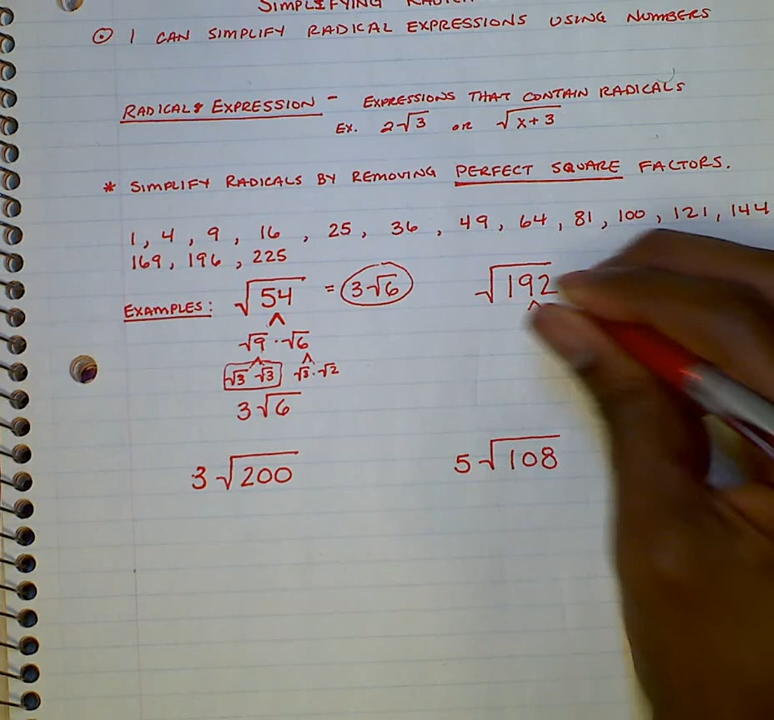 SIMPLIFYING
⊙ I CAN SIMPLIFY RADICAL EXPRESSIONS USING NUMBERS
RADICAL EXPRESSION - EXPRESSIONS THAT CONTAIN RADICALS
EX. 2√3 OR √x+3
* SIMPLIFY RADICALS BY REMOVING PERFECT SQUARE FACTORS.
1, 4, 9, 16, 25, 36, 49, 64, 81, 100, 121, 144
169, 196, 225
EXAMPLES: √54 = 3√6 √192
√9 · √6
√3 √3 √3 · √2
3√6
3√200 5√108